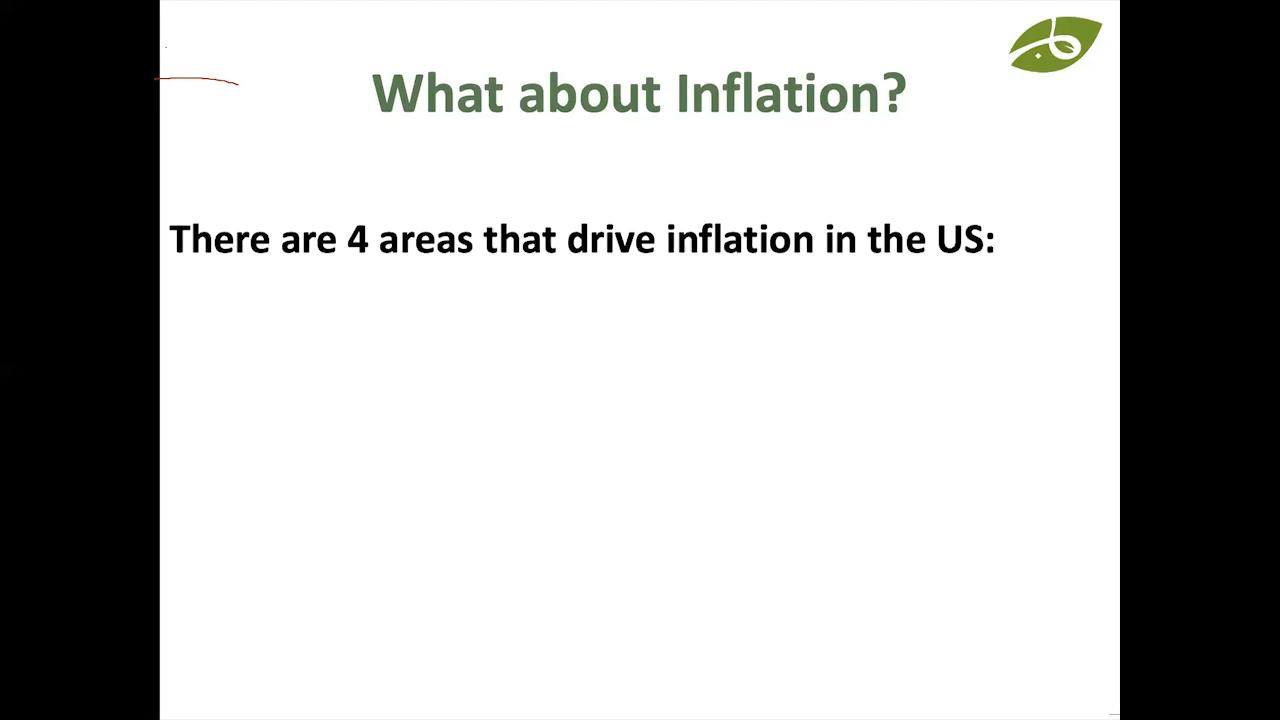 What about Inflation?
There are 4 areas that drive inflation in the US: